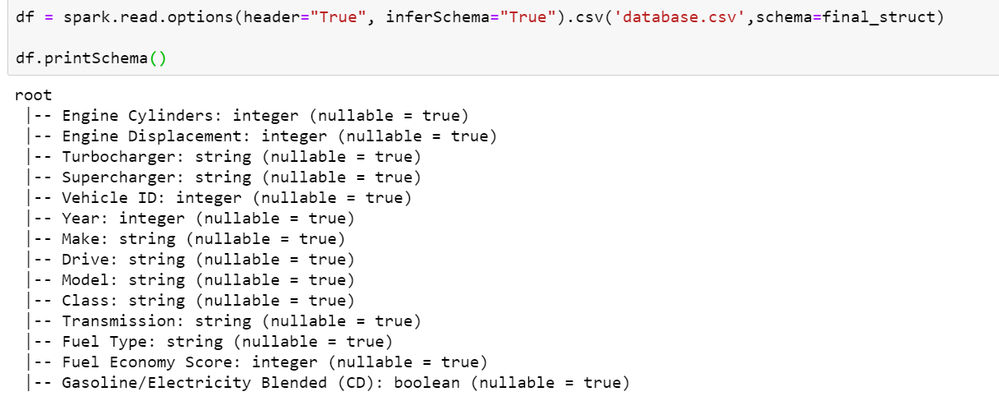 df = spark.read.options(header="True", inferSchema="True").csv('database.csv',schema=final_struct)
df.printSchema()
root
 |-- Engine Cylinders: integer (nullable = true)
 |-- Engine Displacement: integer (nullable = true)
 |-- Turbocharger: string (nullable = true)
 |-- Supercharger: string (nullable = true)
 |-- Vehicle ID: integer (nullable = true)
 |-- Year: integer (nullable = true)
 |-- Make: string (nullable = true)
 |-- Drive: string (nullable = true)
 |-- Model: string (nullable = true)
 |-- Class: string (nullable = true)
 |-- Transmission: string (nullable = true)
 |-- Fuel Type: string (nullable = true)
 |-- Fuel Economy Score: integer (nullable = true)
 |-- Gasoline/Electricity Blended (CD): boolean (nullable = true)